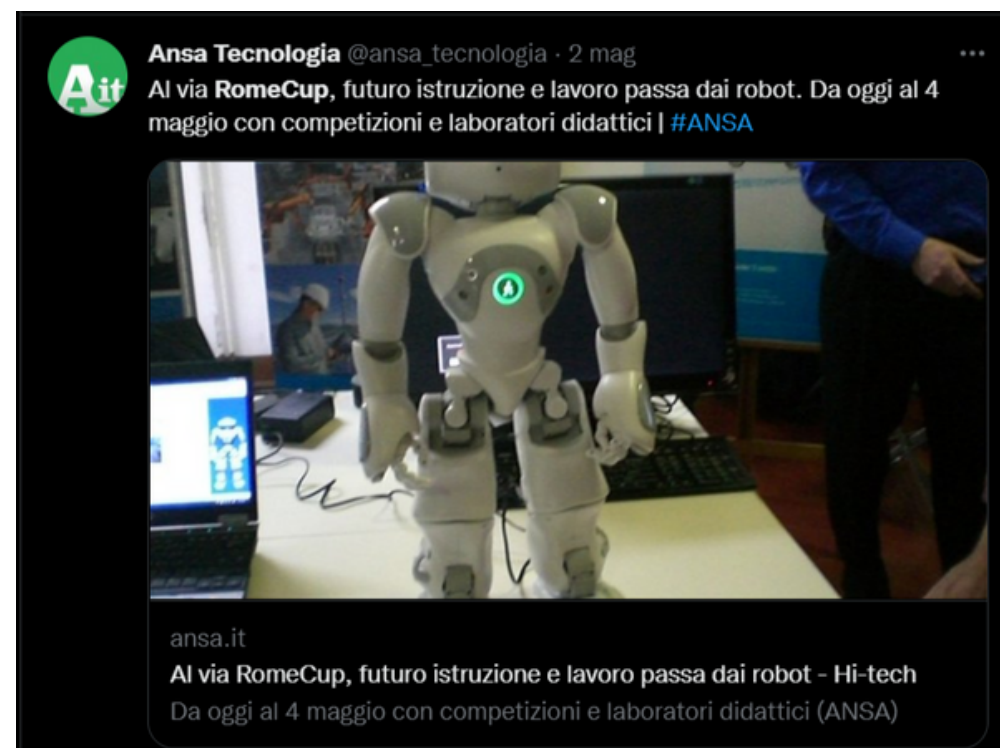 Ait
Ansa Tecnologia @ansa_tecnologia · 2 mag
Al via RomeCup, futuro istruzione e lavoro passa dai robot. Da oggi al 4
maggio con competizioni e laboratori didattici | #ANSA
ansa.it
Al via RomeCup, futuro istruzione e lavoro passa dai robot - Hi-tech
Da oggi al 4 maggio con competizioni e laboratori didattici (ANSA)